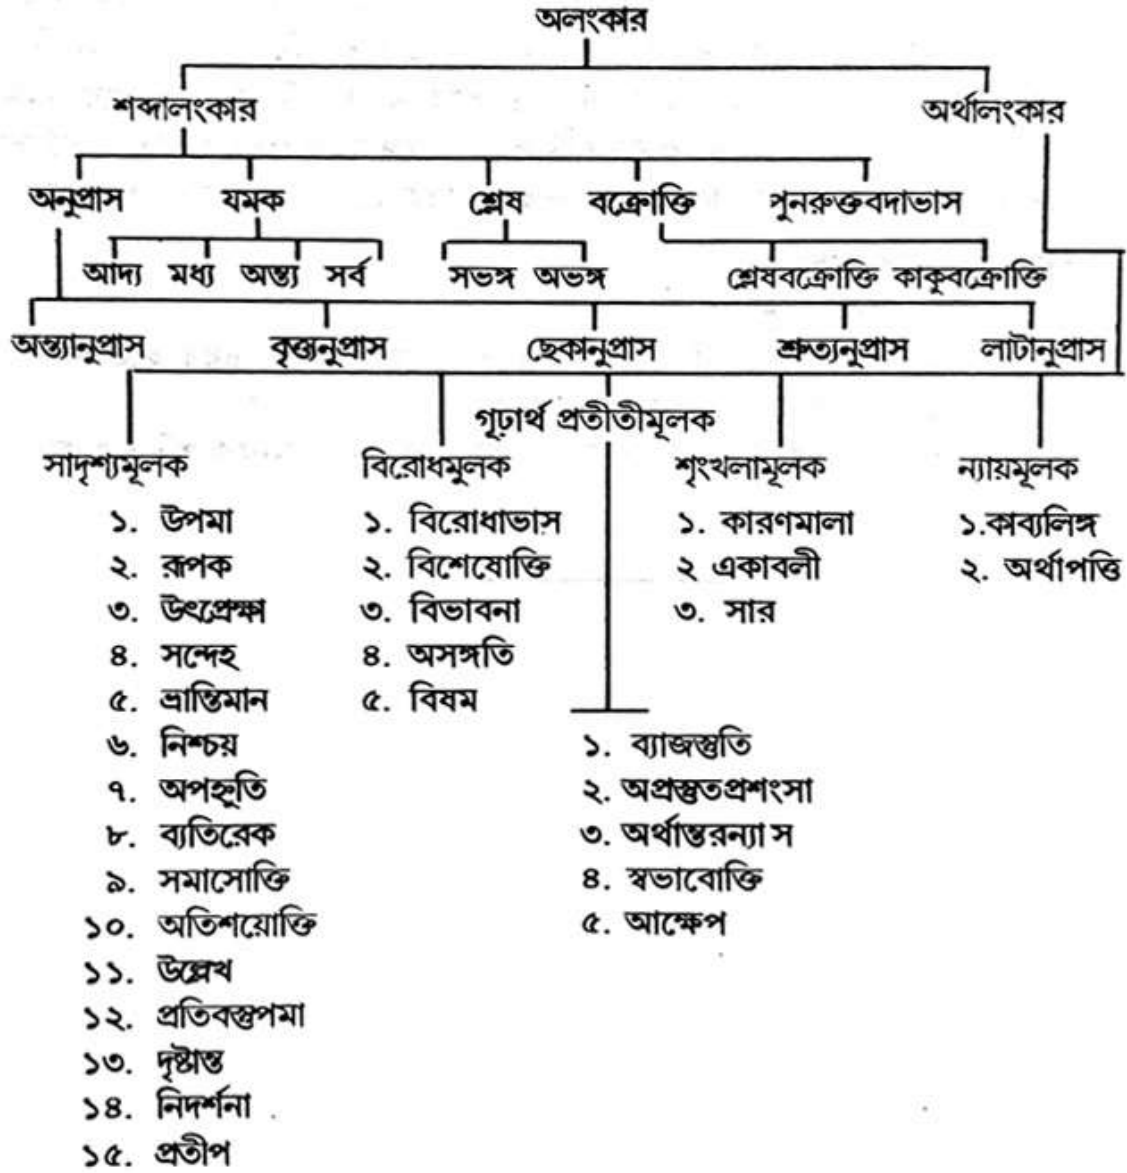 অলংকার
শব্দালংকার অর্থালংকার
অনুপ্রাস যমক শ্লেষ বক্রোক্তি পুনরুক্তবদাভাস
আদ্য মধ্য অন্ত্য সর্ব সভঙ্গ অভঙ্গ শ্লেষবক্রোক্তি কাকুবক্রোক্তি
অন্ত্যানুপ্রাস বৃত্ত্যনুপ্রাস ছেকানুপ্রাস শ্রুত্যনুপ্রাস লাটানুপ্রাস
গূঢ়ার্থ প্রতীতীমূলক
সাদৃশ্যমূলক বিরোধমুলক শৃংখলামূলক ন্যায়মূলক
১. উপমা ১. বিরোধাভাস ১. কারণমালা ১.কাব্যলিঙ্গ
২. রূপক ২. বিশেষোক্তি ২ একাবলী ২. অর্থাপত্তি
৩. উৎপ্রেক্ষা ৩. বিভাবনা ৩. সার
৪. সন্দেহ ৪. অসঙ্গতি
৫. ভ্রান্তিমান ৫. বিষম
৬. নিশ্চয় ১. ব্যাজস্তুতি
৭. অপহ্নুতি ২. অপ্রস্তুতপ্রশংসা
৮. ব্যতিরেক ৩. অর্থান্তরন্যাস
৯. সমাসোক্তি ৪. স্বভাবোক্তি
১০. অতিশয়োক্তি ৫. আক্ষেপ
১১. উল্লেখ
১২. প্রতিবস্তুপমা
১৩. দৃষ্টান্ত
১৪. নিদর্শনা
১৫. প্রতীপ